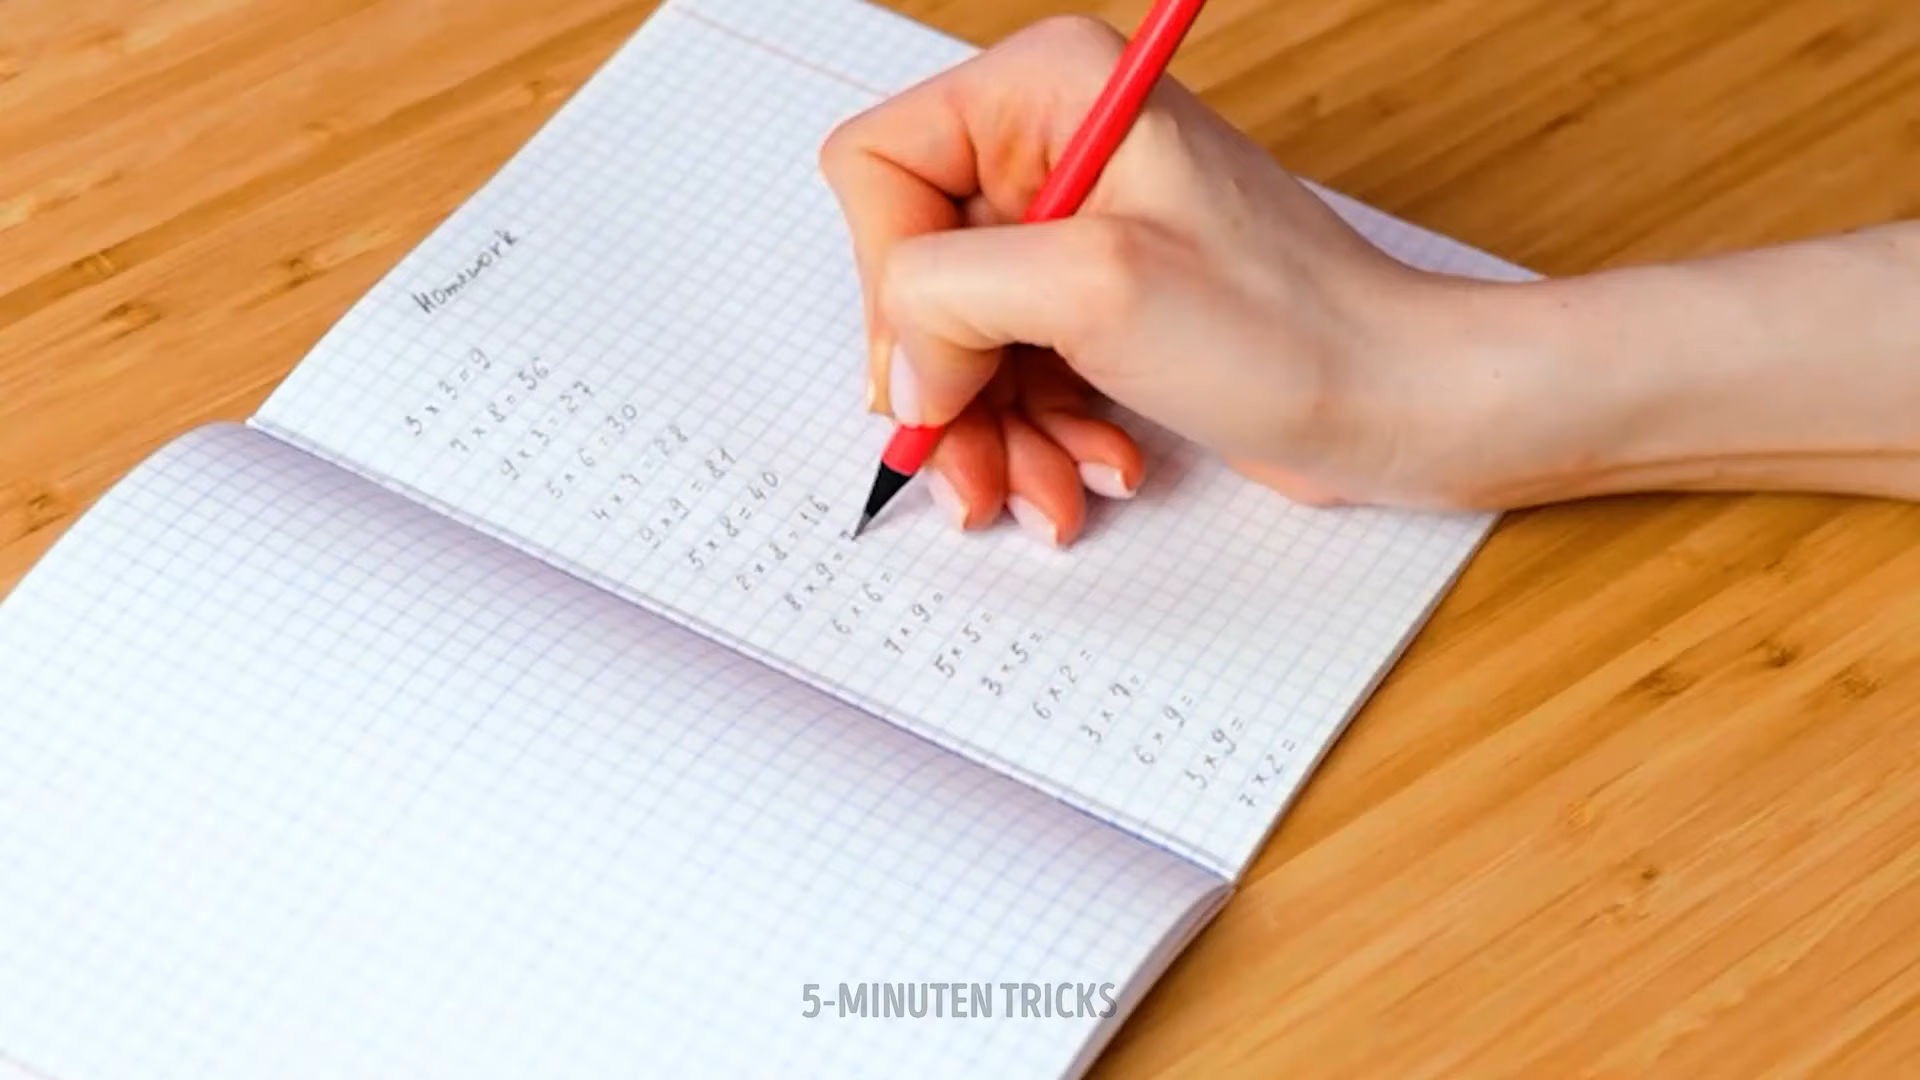 Homework
3 x 3 = 9
7 x 8 = 56
9 x 3 = 27
5 x 6 = 30
4 x 7 = 28
9 x 9 = 81
5 x 8 = 40
2 x 8 = 16
8 x 9 = 7
6 x 6 =
7 x 9 =
5 x 5 =
3 x 5 =
6 x 2 =
3 x 7 =
6 x 9 =
3 x 9 =
7 x 2 =
5-MINUTEN TRICKS